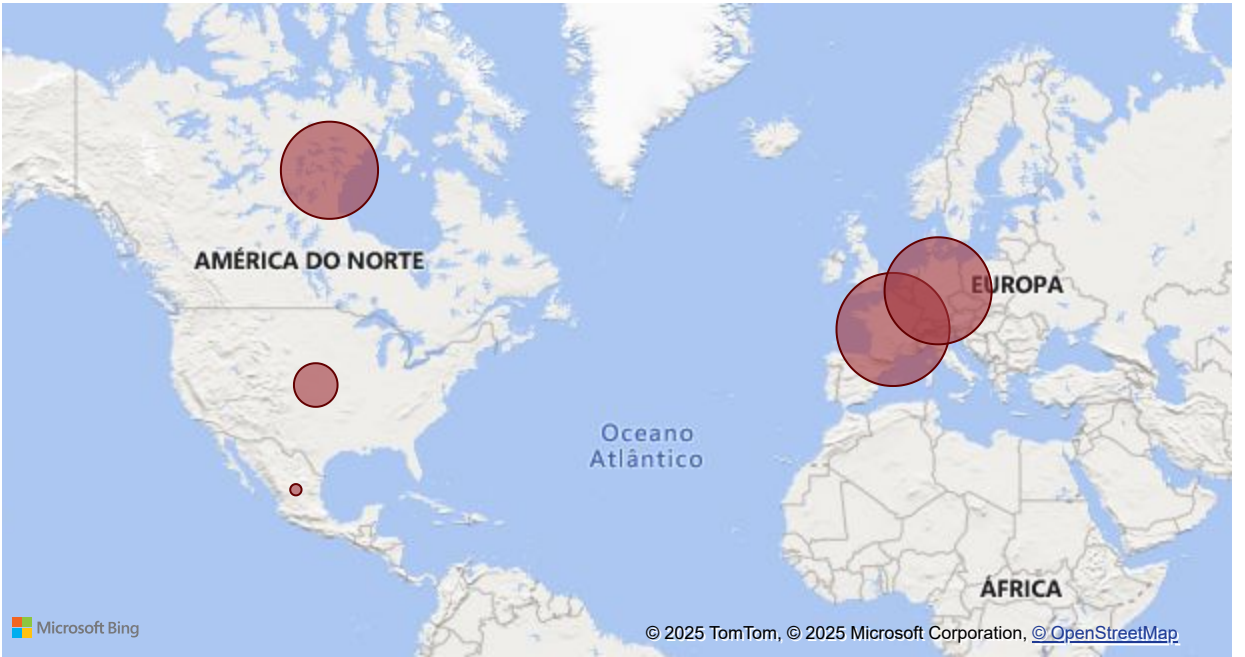 AMÉRICA DO NORTE
EUROPA
Oceano
Atlântico
ÁFRICA
Microsoft Bing
© 2025 TomTom, © 2025 Microsoft Corporation, © OpenStreetMap